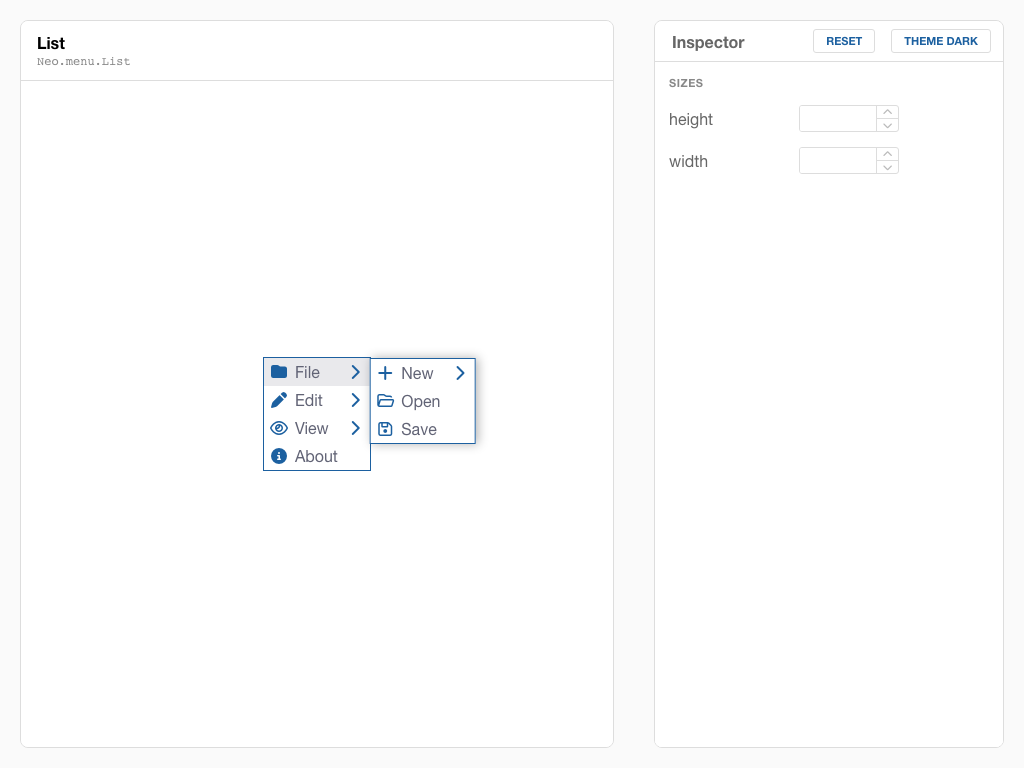 List
Neo.menu.List
File
Edit
View
About
New
Open
Save
Inspector
RESET
THEME DARK
SIZES
height
width